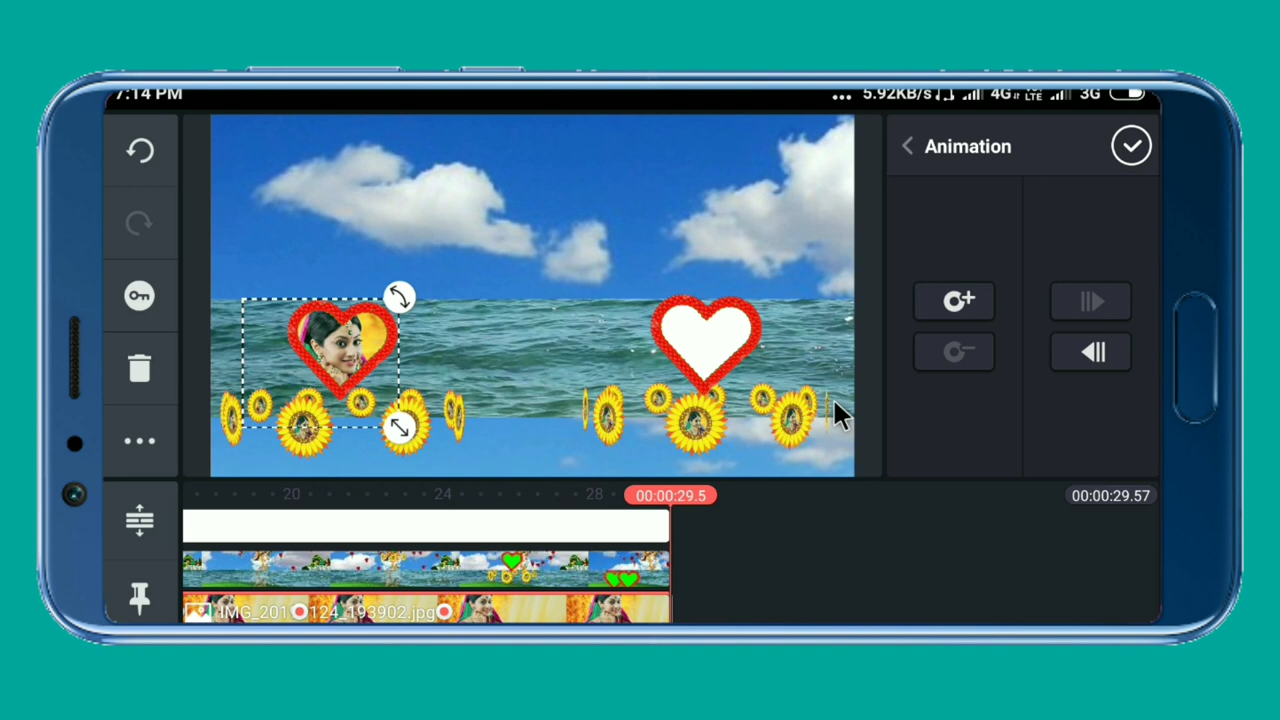 7:14 PM
... 5.92KB/s 4G LTE 3G
Animation
20 24 28 00:00:29.5 00:00:29.57
IMG_201 124_193902.jpg